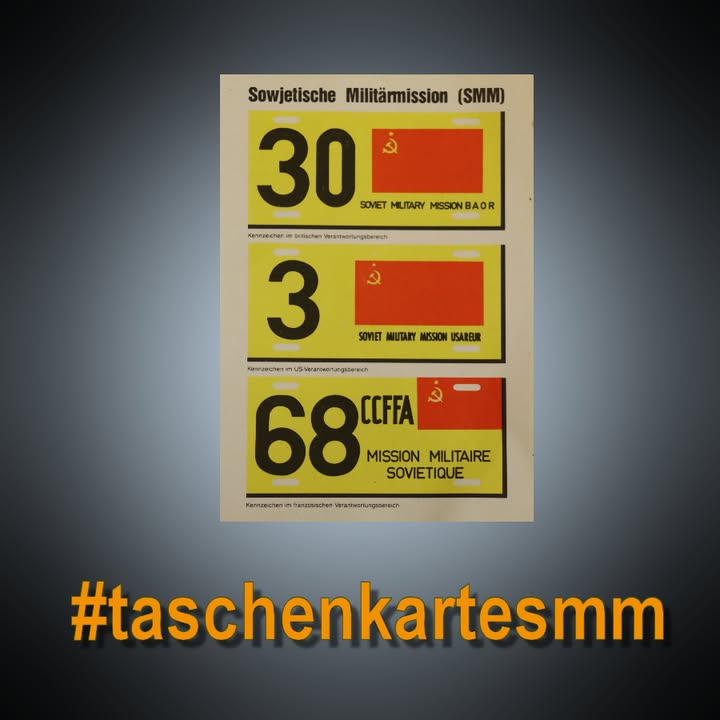 Sowjetische Militärmission (SMM)
30
SOVIET MILITARY MISSION B A O R
Kennzeichen im britischen Verantwortungsbereich
3
SOVIET MILITARY MISSION USAREUR
Kennzeichen im US-Verantwortungsbereich
68 CCFFA
MISSION MILITAIRE
SOVIETIQUE
Kennzeichen im französischen Verantwortungsbereich
#taschenkartesmm